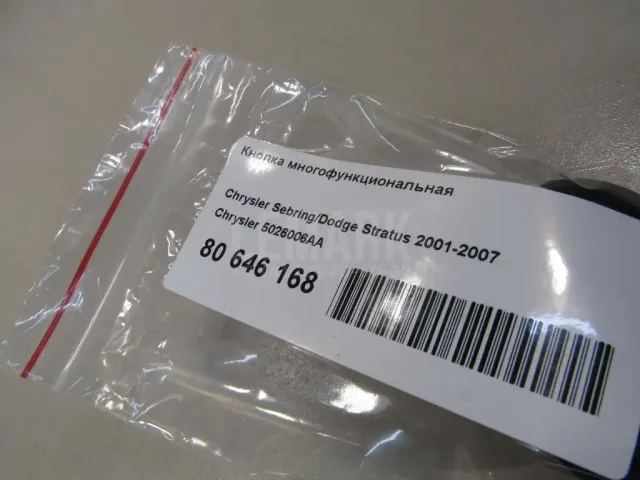 Кнопка многофункциональная
Chrysler Sebring/Dodge Stratus 2001-2007
Chrysler 5026006AA
80 646 168